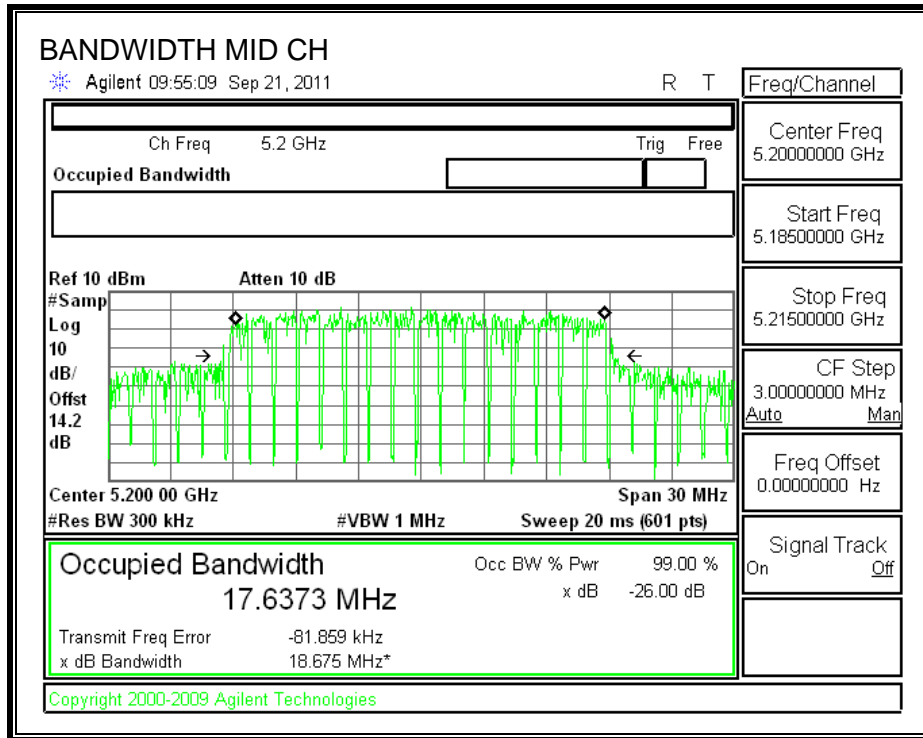 BANDWIDTH MID CH
Agilent 09:55:09 Sep 21, 2011 R T
Ch Freq 5.2 GHz Trig Free
Occupied Bandwidth
Ref 10 dBm Atten 10 dB
#Samp
Log
10
dB/
Offst
14.2
dB
Center 5.200 00 GHz Span 30 MHz
#Res BW 300 kHz #VBW 1 MHz Sweep 20 ms (601 pts)
Occupied Bandwidth Occ BW % Pwr 99.00 %
17.6373 MHz x dB -26.00 dB
Transmit Freq Error -81.859 kHz
x dB Bandwidth 18.675 MHz*
Copyright 2000-2009 Agilent Technologies
Freq/Channel
Center Freq
5.20000000 GHz
Start Freq
5.18500000 GHz
Stop Freq
5.21500000 GHz
CF Step
3.00000000 MHz
Auto Man
Freq Offset
0.00000000 Hz
Signal Track
On Off